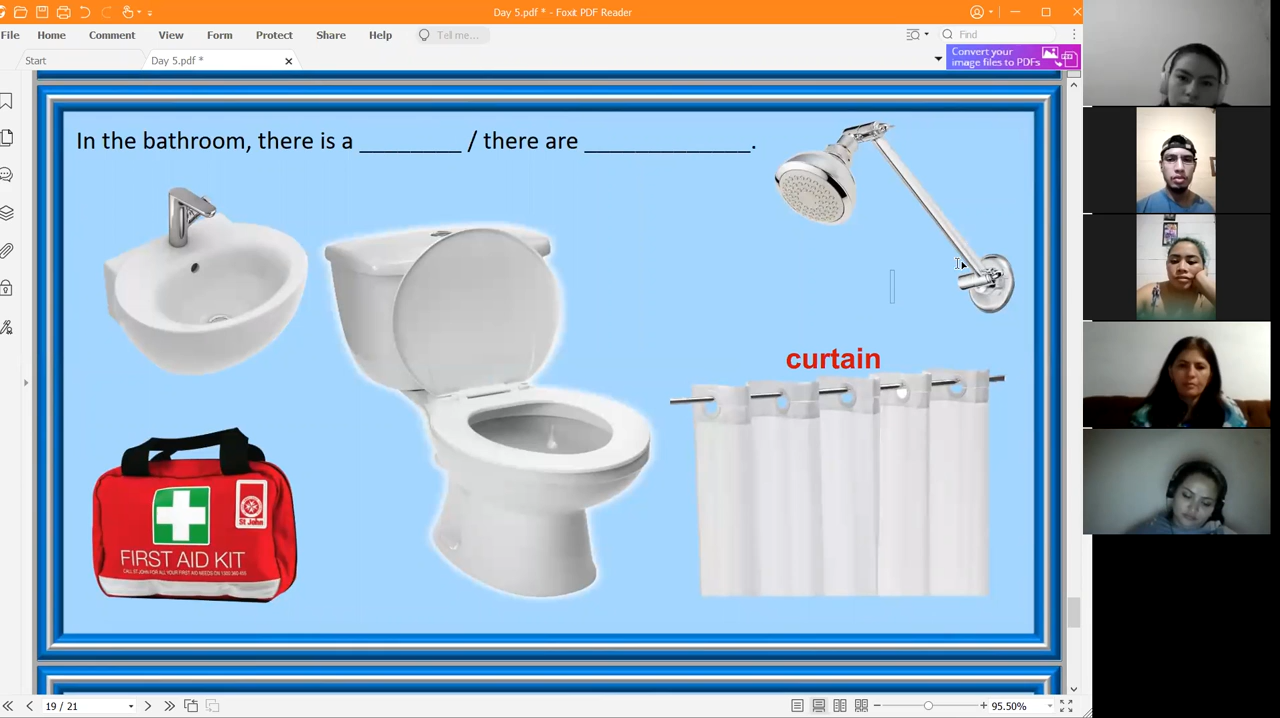 Day 5.pdf * - Foxit PDF Reader
File Home Comment View Form Protect Share Help Tell me... Find
Start Day 5.pdf *
Convert your
image files to PDFs
In the bathroom, there is a ________ / there are _____________.
curtain
St John
FIRST AID KIT
19 / 21
95.50%